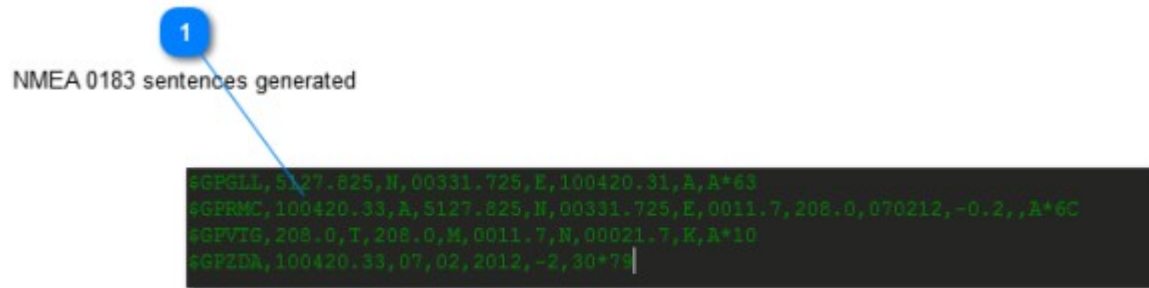 1
NMEA 0183 sentences generated
$GPGLL,5127.825,N,00331.725,E,100420.31,A,A*63
$GPRMC,100420.33,A,5127.825,N,00331.725,E,0011.7,208.0,070212,-0.2,,A*6C
$GPVTG,208.0,T,208.0,M,0011.7,N,00021.7,K,A*10
$GPZDA,100420.33,07,02,2012,-2,30*79